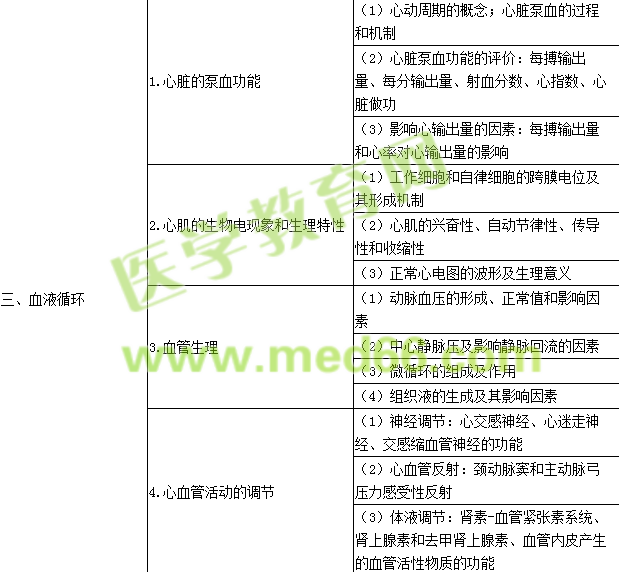 三、血液循环
1.心脏的泵血功能
（1）心动周期的概念；心脏泵血的过程
和机制
（2）心脏泵血功能的评价：每搏输出
量、每分输出量、射血分数、心指数、心
脏做功
（3）影响心输出量的因素：每搏输出量
和心率对心输出量的影响
2.心肌的生物电现象和生理特性
（1）工作细胞和自律细胞的跨膜电位及
其形成机制
（2）心肌的兴奋性、自动节律性、传导
性和收缩性
（3）正常心电图的波形及生理意义
3.血管生理
（1）动脉血压的形成、正常值和影响因
素
（2）中心静脉压及影响静脉回流的因素
（3）微循环的组成及作用
（4）组织液的生成及其影响因素
4.心血管活动的调节
（1）神经调节：心交感神经、心迷走神
经、交感缩血管神经的功能
（2）心血管反射：颈动脉窦和主动脉弓
压力感受性反射
（3）体液调节：肾素-血管紧张素系统、
肾上腺素和去甲肾上腺素、血管内皮产生
的血管活性物质的功能
医学教育网
www.med66.com